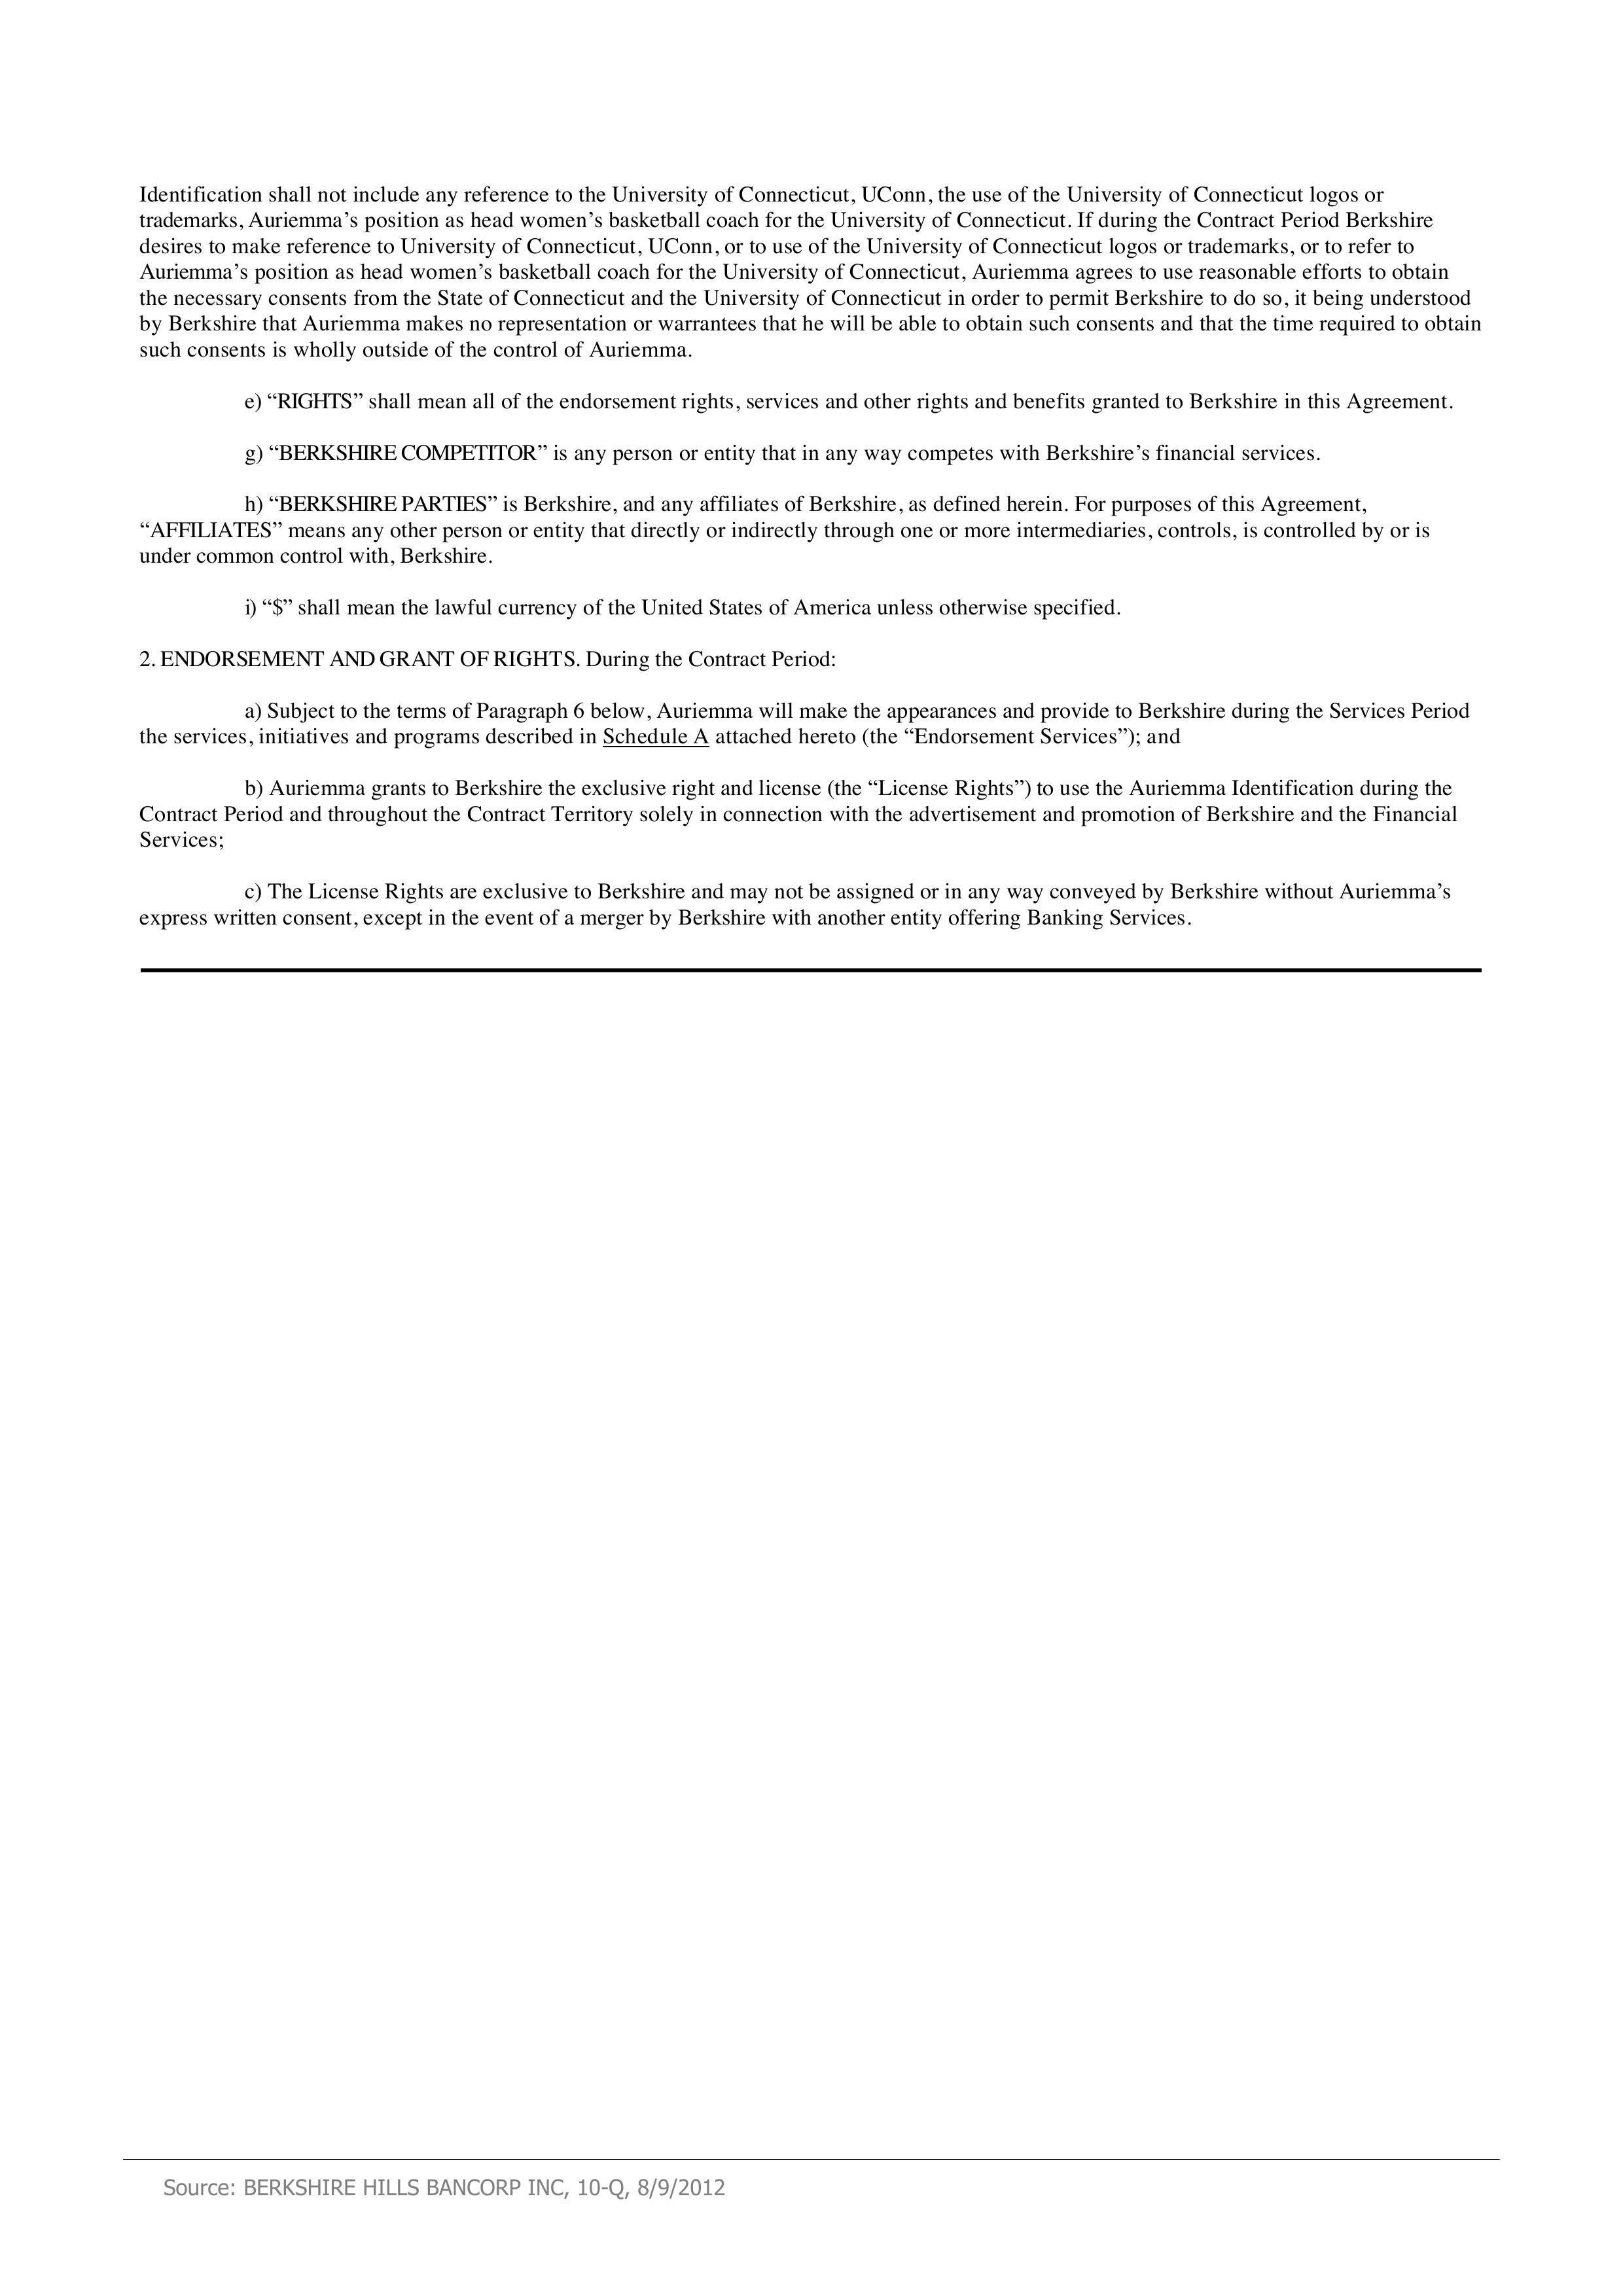 Identification shall not include any reference to the University of Connecticut, UConn, the use of the University of Connecticut logos or
trademarks, Auriemma’s position as head women’s basketball coach for the University of Connecticut. If during the Contract Period Berkshire
desires to make reference to University of Connecticut, UConn, or to use of the University of Connecticut logos or trademarks, or to refer to
Auriemma’s position as head women’s basketball coach for the University of Connecticut, Auriemma agrees to use reasonable efforts to obtain
the necessary consents from the State of Connecticut and the University of Connecticut in order to permit Berkshire to do so, it being understood
by Berkshire that Auriemma makes no representation or warrantees that he will be able to obtain such consents and that the time required to obtain
such consents is wholly outside of the control of Auriemma.
e) “RIGHTS” shall mean all of the endorsement rights, services and other rights and benefits granted to Berkshire in this Agreement.
g) “BERKSHIRE COMPETITOR” is any person or entity that in any way competes with Berkshire’s financial services.
h) “BERKSHIRE PARTIES” is Berkshire, and any affiliates of Berkshire, as defined herein. For purposes of this Agreement,
“AFFILIATES” means any other person or entity that directly or indirectly through one or more intermediaries, controls, is controlled by or is
under common control with, Berkshire.
i) “$” shall mean the lawful currency of the United States of America unless otherwise specified.
2. ENDORSEMENT AND GRANT OF RIGHTS. During the Contract Period:
a) Subject to the terms of Paragraph 6 below, Auriemma will make the appearances and provide to Berkshire during the Services Period
the services, initiatives and programs described in Schedule A attached hereto (the “Endorsement Services”); and
b) Auriemma grants to Berkshire the exclusive right and license (the “License Rights”) to use the Auriemma Identification during the
Contract Period and throughout the Contract Territory solely in connection with the advertisement and promotion of Berkshire and the Financial
Services;
c) The License Rights are exclusive to Berkshire and may not be assigned or in any way conveyed by Berkshire without Auriemma’s
express written consent, except in the event of a merger by Berkshire with another entity offering Banking Services.
Source: BERKSHIRE HILLS BANCORP INC, 10-Q, 8/9/2012